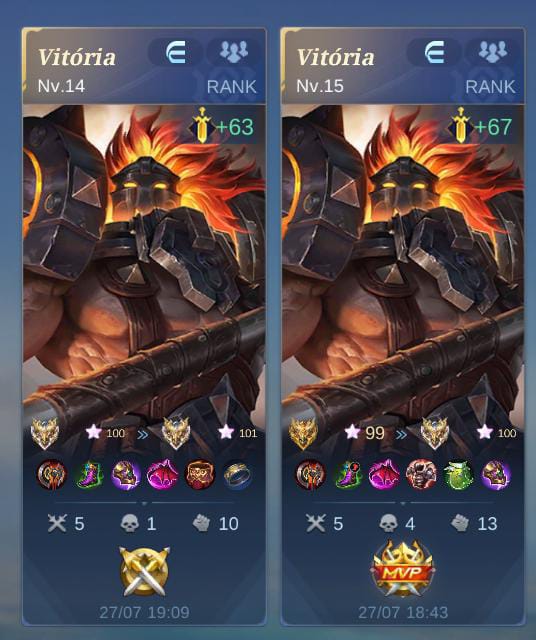 Vitória
Nv.14 RANK
+63
100 » 101
5 1 10
27/07 19:09
Vitória
Nv.15 RANK
+67
99 » 100
5 4 13
MVP
27/07 18:43